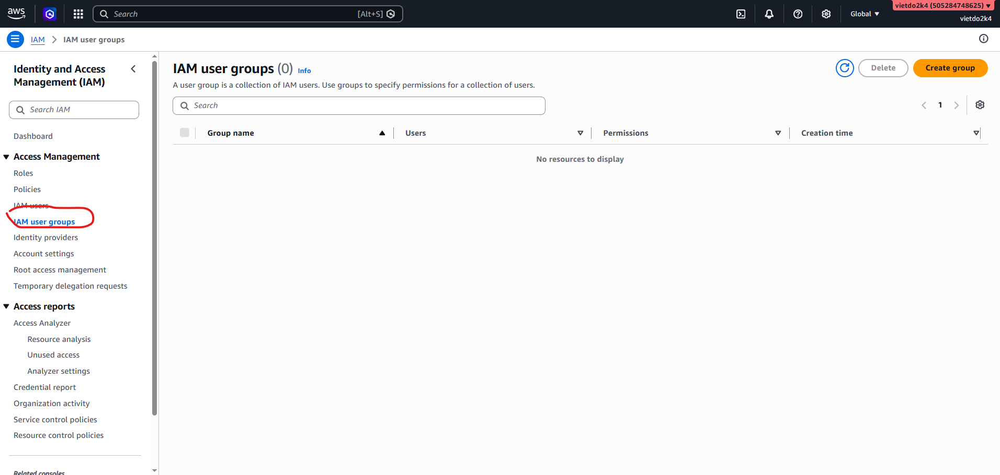 aws
Search
[Alt+S]
Global
vietdo2k4 (505284748625)
vietdo2k4
IAM
IAM user groups
Identity and Access
Management (IAM)
Search IAM
Dashboard
Access Management
Roles
Policies
IAM users
IAM user groups
Identity providers
Account settings
Root access management
Temporary delegation requests
Access reports
Access Analyzer
Resource analysis
Unused access
Analyzer settings
Credential report
Organization activity
Service control policies
Resource control policies
Related consoles
IAM user groups (0) Info
Delete
Create group
A user group is a collection of IAM users. Use groups to specify permissions for a collection of users.
Search
1
Group name Users Permissions Creation time
No resources to display